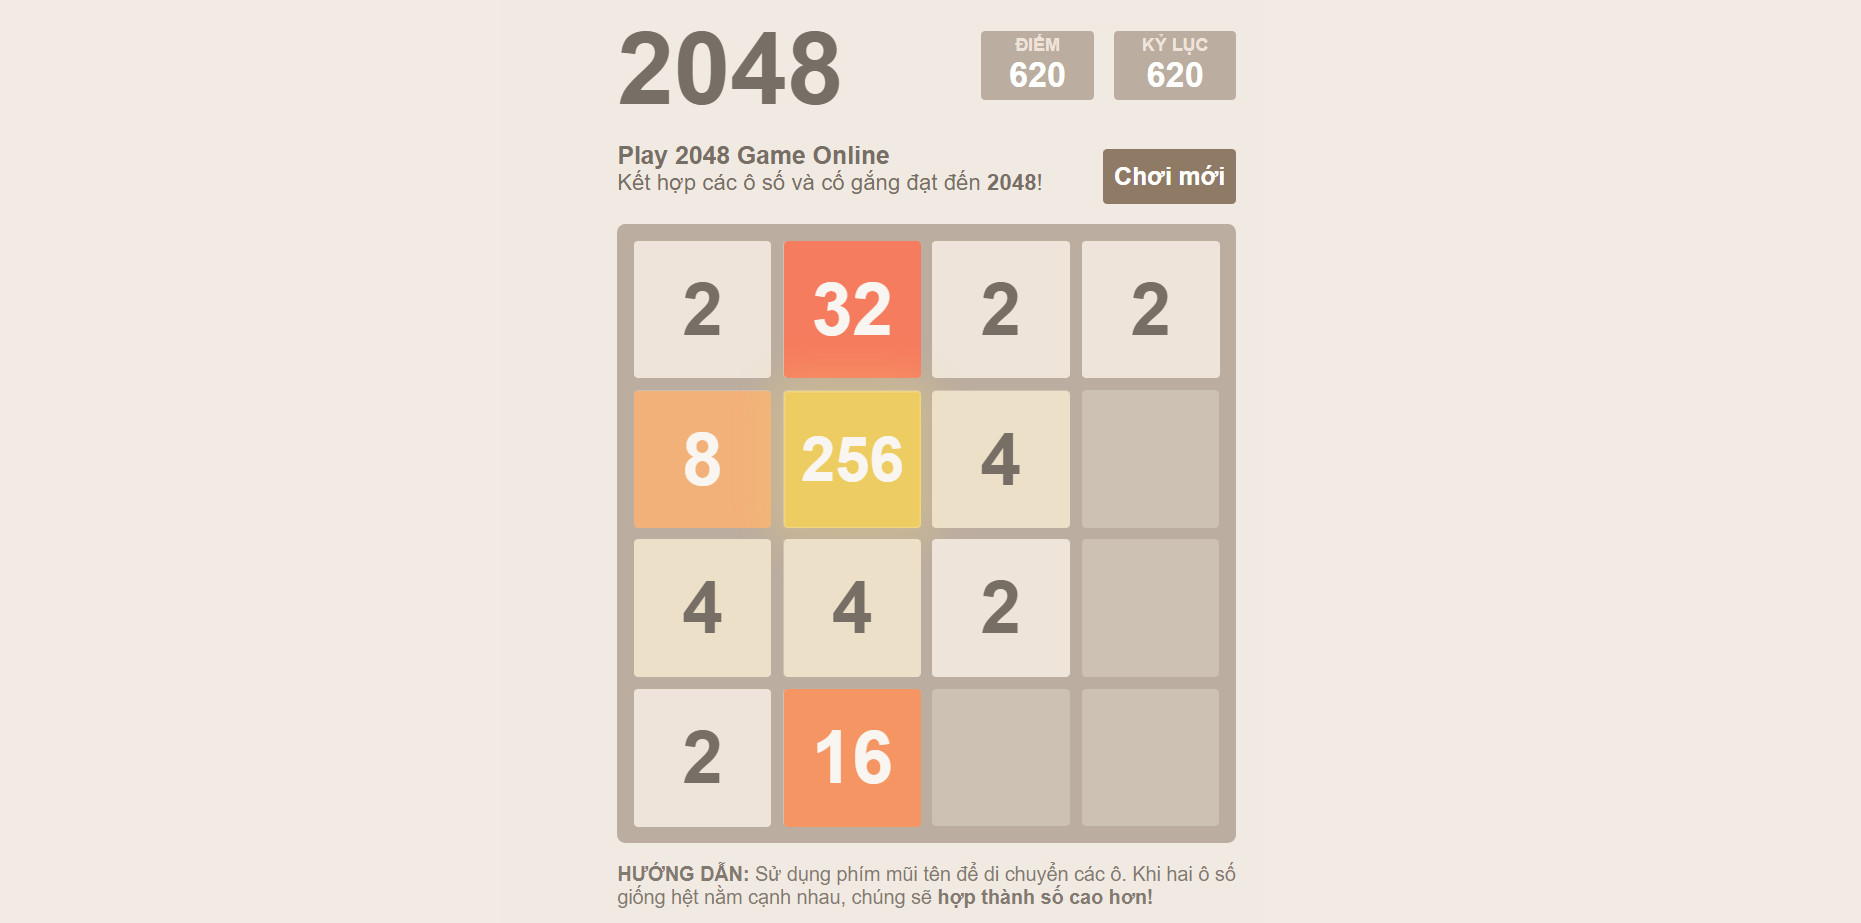 2048
ĐIỂM
620
KỶ LỤC
620
Play 2048 Game Online
Kết hợp các ô số và cố gắng đạt đến 2048!
Chơi mới
2 32 2 2
8 256 4
4 4 2
2 16
HƯỚNG DẪN: Sử dụng phím mũi tên để di chuyển các ô. Khi hai ô số
giống hệt nằm cạnh nhau, chúng sẽ hợp thành số cao hơn!